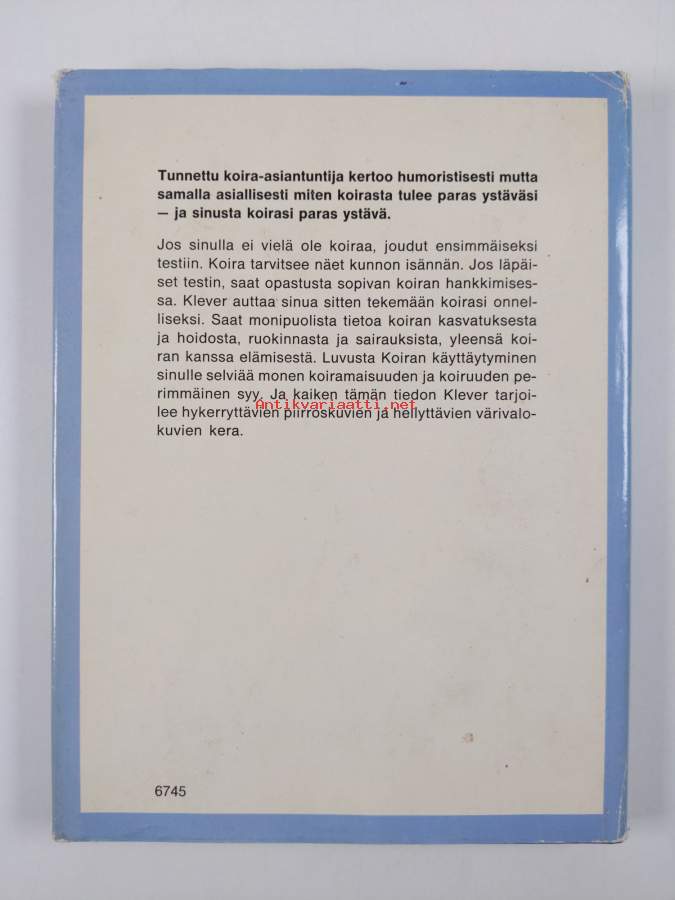 Tunnettu koira-asiantuntija kertoo humoristisesti mutta
samalla asiallisesti miten koirasta tulee paras ystäväsi
— ja sinusta koirasi paras ystävä.
Jos sinulla ei vielä ole koiraa, joudut ensimmäiseksi
testiin. Koira tarvitsee näet kunnon isännän. Jos läpäi-
set testin, saat opastusta sopivan koiran hankkimises-
sa. Klever auttaa sinua sitten tekemään koirasi onnel-
liseksi. Saat monipuolista tietoa koiran kasvatuksesta
ja hoidosta, ruokinnasta ja sairauksista, yleensä koi-
ran kanssa elämisestä. Luvusta Koiran käyttäytyminen
sinulle selviää monen koiramaisuuden ja koiruuden pe-
rimmäinen syy. Ja kaiken tämän tiedon Klever tarjoi-
lee hykerryttävien piirroskuvien ja hellyttävien värivalo-
Antikvariaatti.net
kuvien kera.
6745